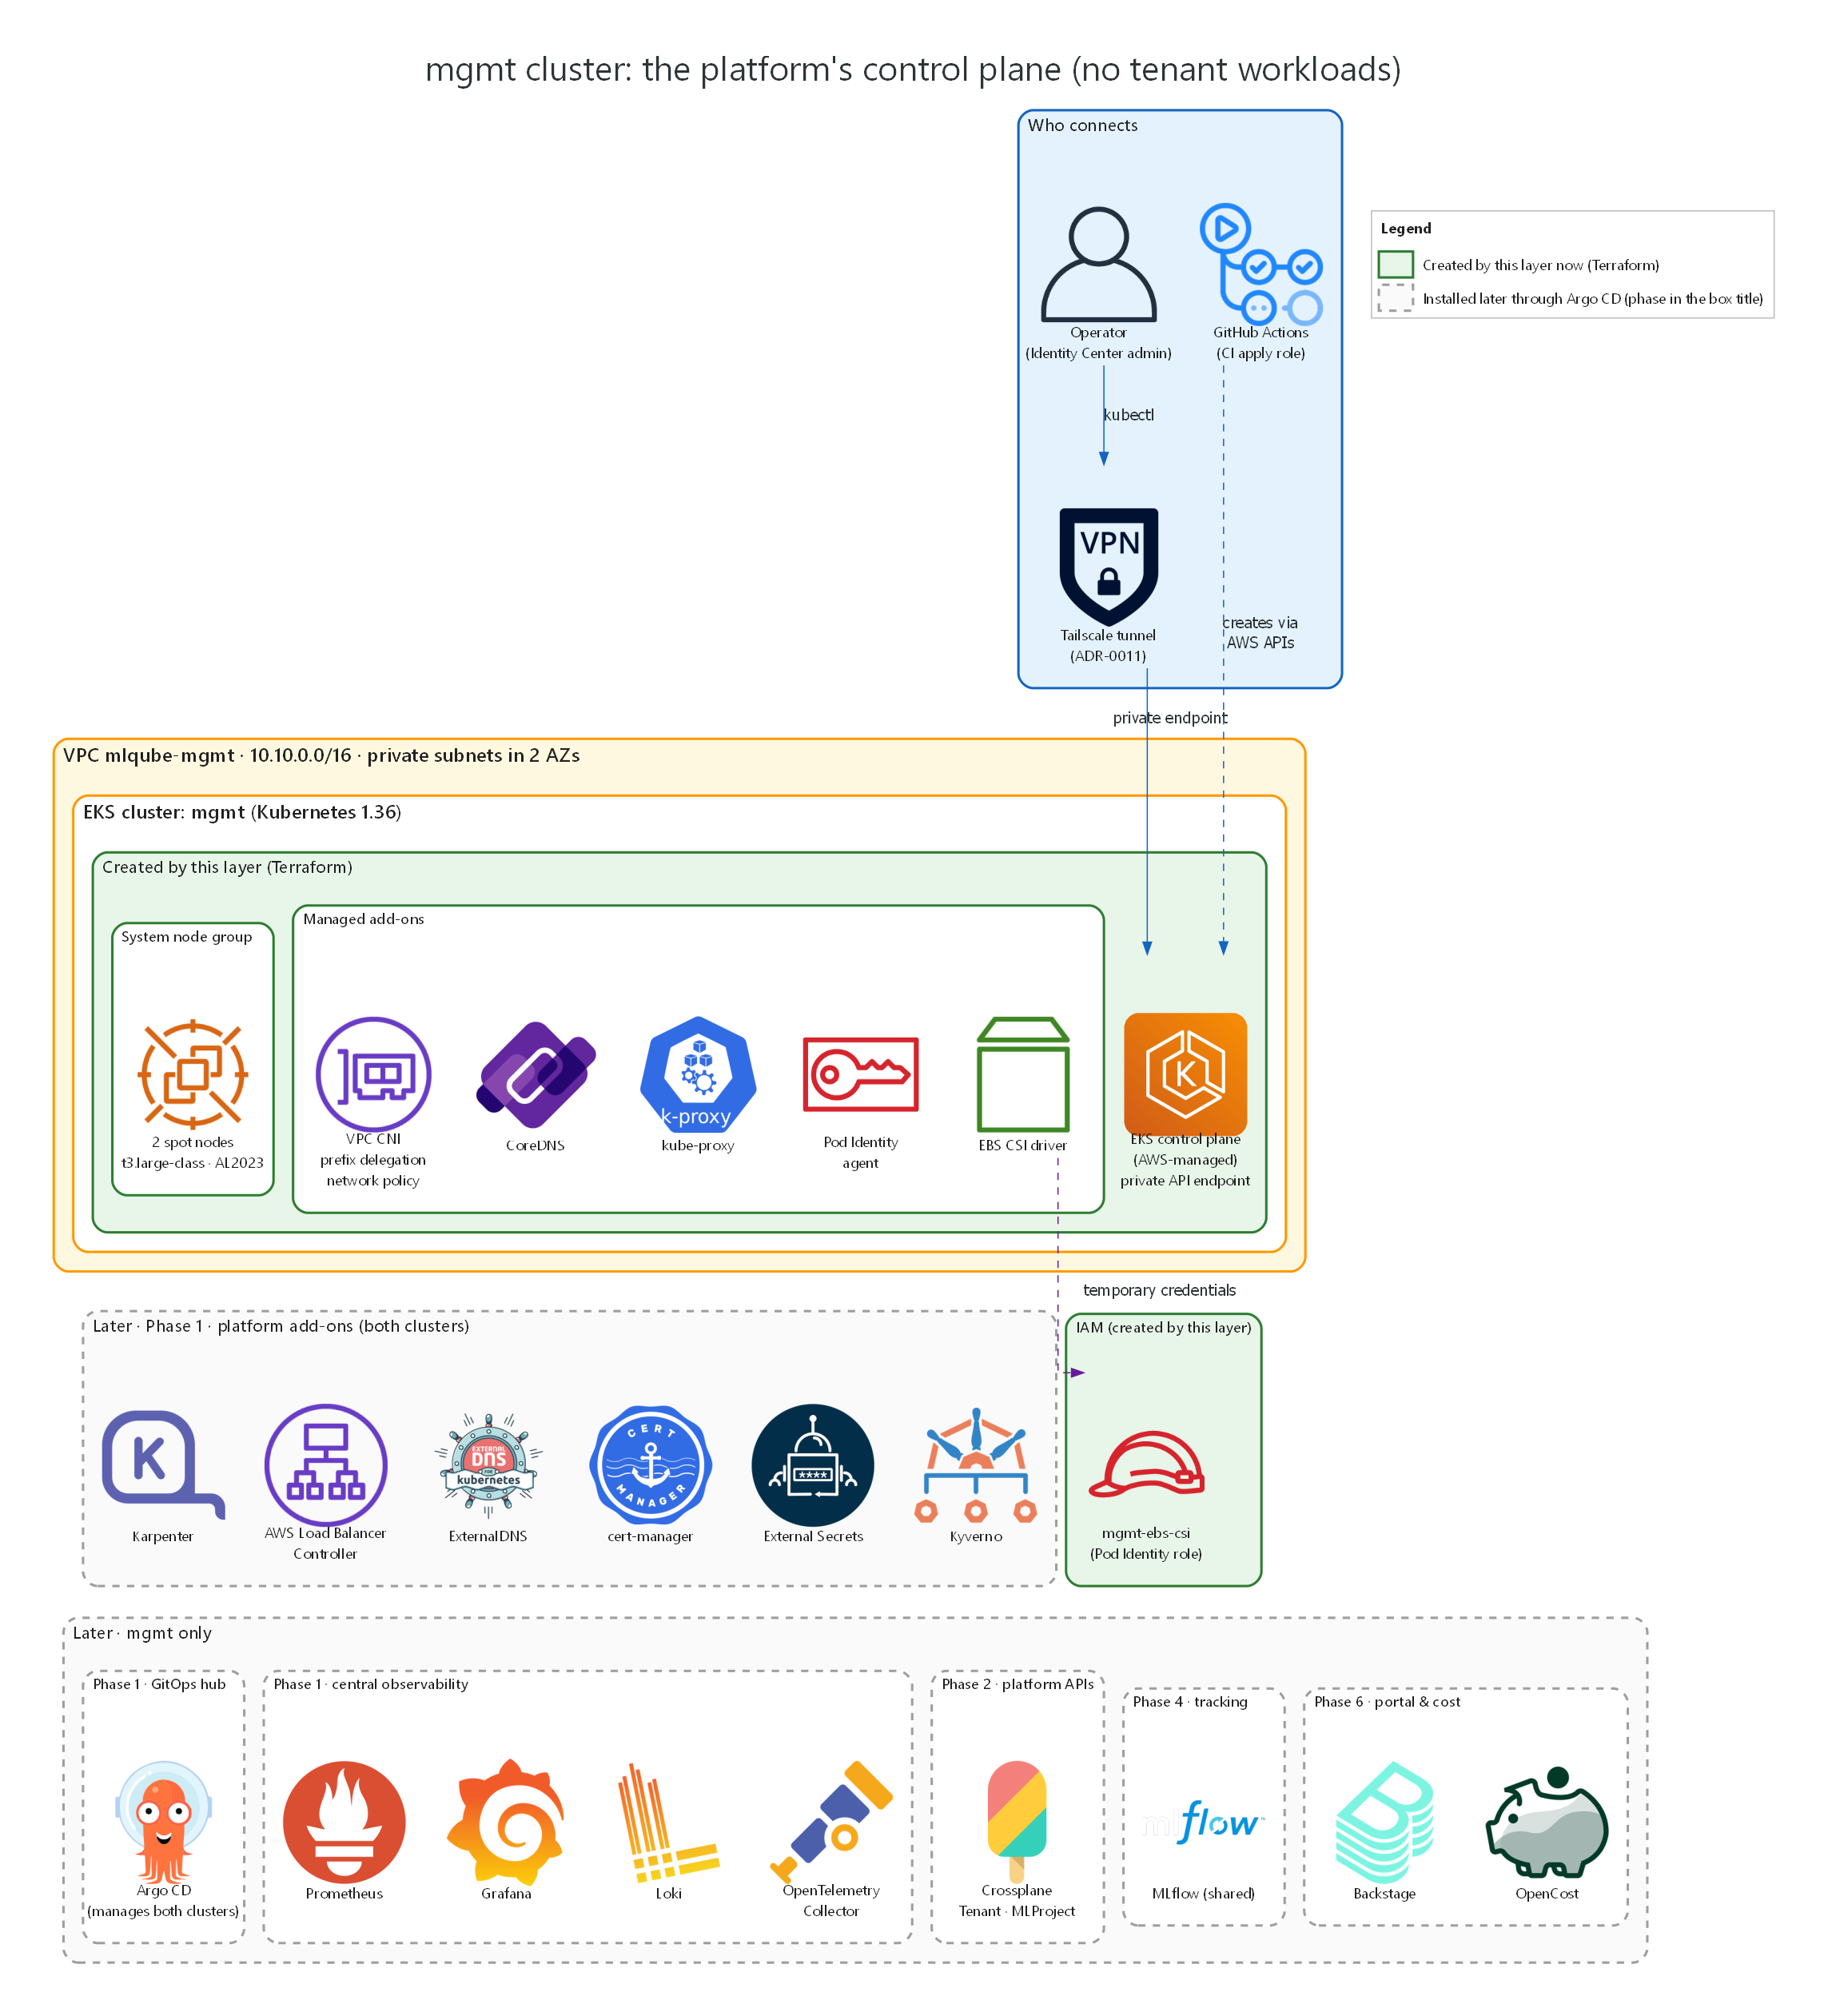 mgmt cluster: the platform's control plane (no tenant workloads)
Who connects
Operator
(Identity Center admin)
GitHub Actions
(CI apply role)
Legend
Created by this layer now (Terraform)
Installed later through Argo CD (phase in the box title)
kubectl
VPN
Tailscale tunnel
(ADR-0011)
creates via
AWS APIs
private endpoint
VPC mlqube-mgmt · 10.10.0.0/16 · private subnets in 2 AZs
EKS cluster: mgmt (Kubernetes 1.36)
Created by this layer (Terraform)
System node group
2 spot nodes
t3.large-class · AL2023
Managed add-ons
VPC CNI
prefix delegation
network policy
CoreDNS
k-proxy
kube-proxy
Pod Identity
agent
EBS CSI driver
K
EKS control plane
(AWS-managed)
private API endpoint
temporary credentials
Later · Phase 1 · platform add-ons (both clusters)
K
Karpenter
AWS Load Balancer
Controller
EXTERNAL
DNS
FOR
kubernetes
ExternalDNS
CERT
MANAGER
cert-manager
****
External Secrets
Kyverno
IAM (created by this layer)
mgmt-ebs-csi
(Pod Identity role)
Later · mgmt only
Phase 1 · GitOps hub
Argo CD
(manages both clusters)
Phase 1 · central observability
Prometheus
Grafana
Loki
OpenTelemetry
Collector
Phase 2 · platform APIs
Crossplane
Tenant · MLProject
Phase 4 · tracking
mlflow™
MLflow (shared)
Phase 6 · portal & cost
Backstage
OpenCost